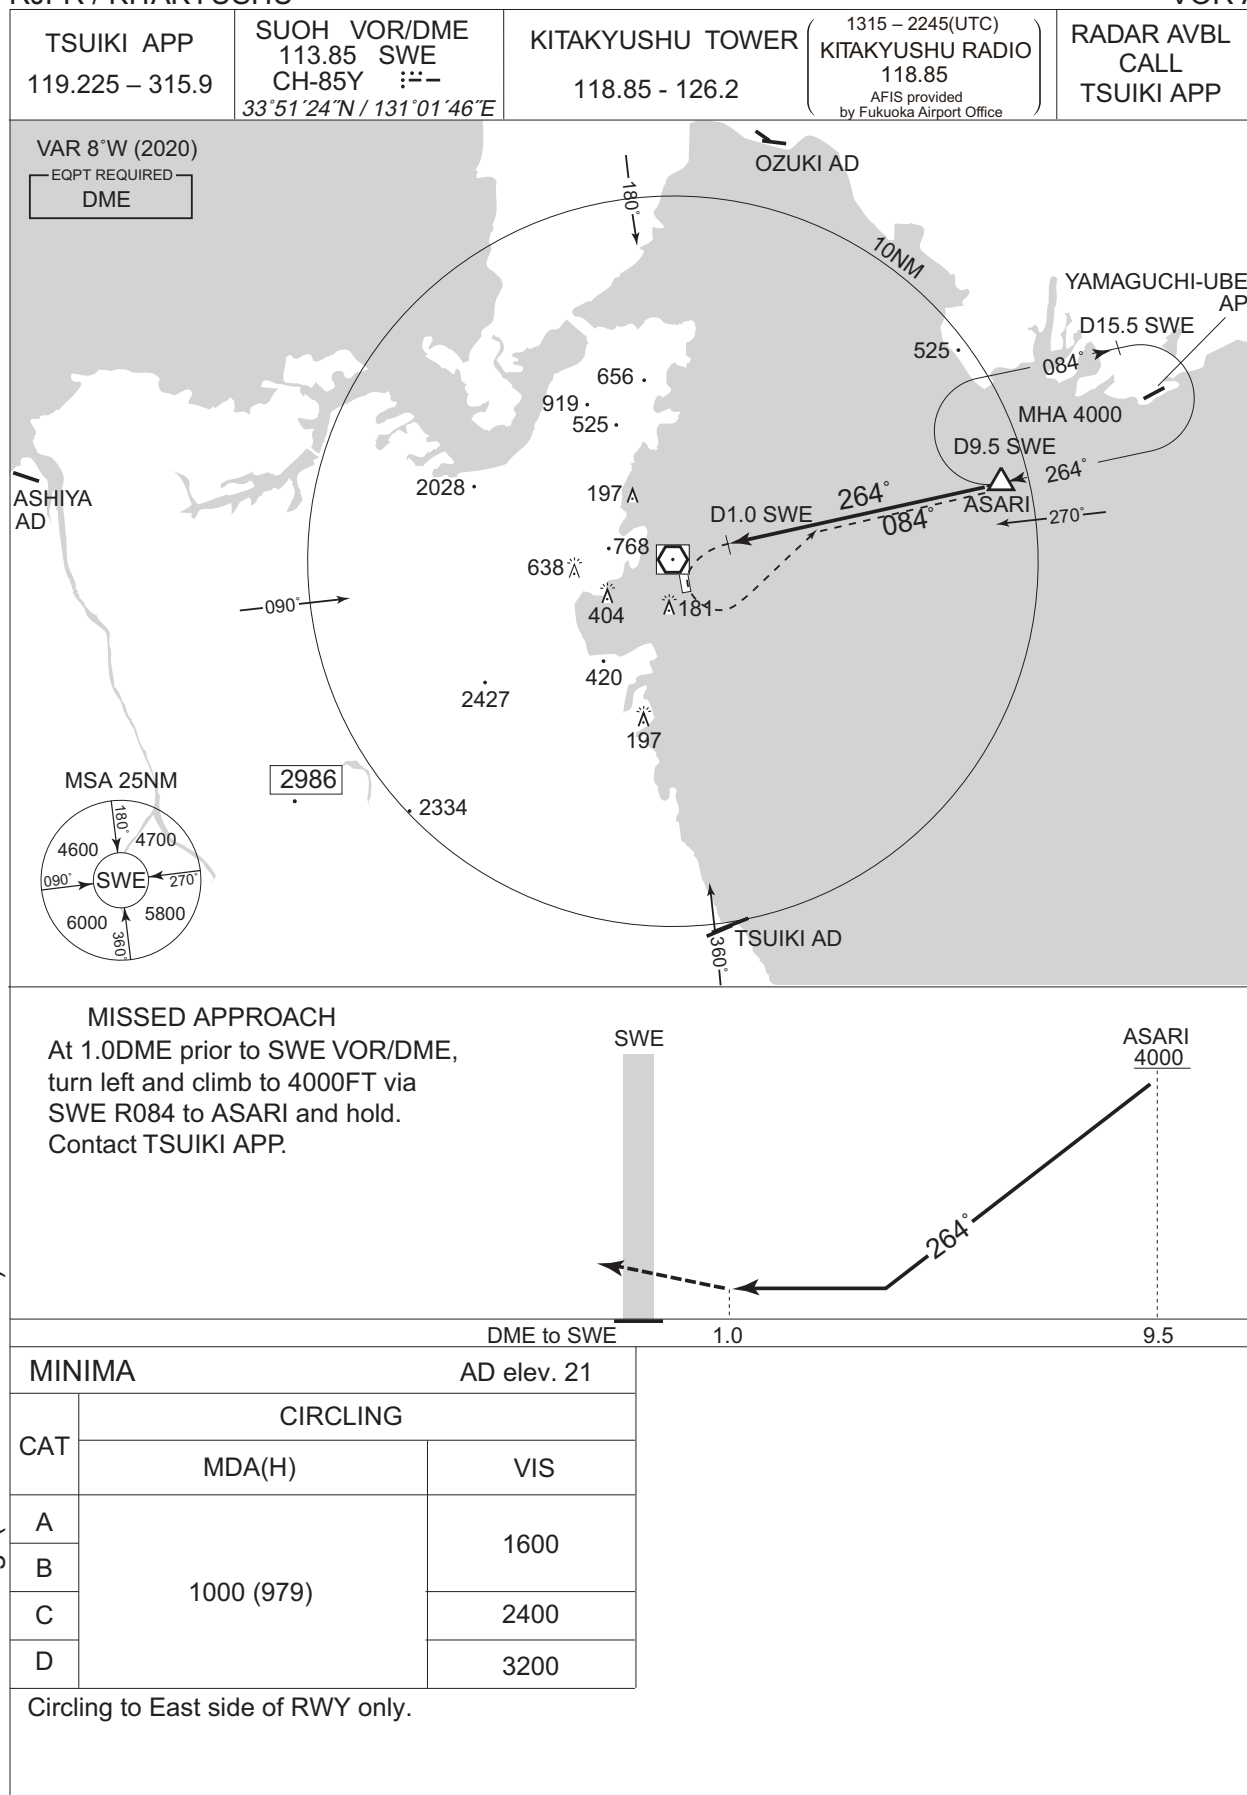 TSUIKI APP
119.225 – 315.9
SUOH VOR/DME
113.85 SWE
CH-85Y
33°51′24″N / 131°01′46″E
KITAKYUSHU TOWER
118.85 - 126.2
1315 – 2245(UTC)
KITAKYUSHU RADIO
118.85
AFIS provided
by Fukuoka Airport Office
RADAR AVBL
CALL
TSUIKI APP
VAR 8°W (2020)
EQPT REQUIRED
DME
OZUKI AD
180°
10NM
YAMAGUCHI-UBE
AP
D15.5 SWE
525
084°
656
919
525
MHA 4000
D9.5 SWE
264°
2028
197
264°
ASHIYA
AD
D1.0 SWE
084°
ASARI
270°
768
638
404
181
090°
420
2427
197
MSA 25NM
2986
2334
180°
4600
4700
090°
SWE
270°
6000
5800
360°
TSUIKI AD
360°
MISSED APPROACH
At 1.0DME prior to SWE VOR/DME,
turn left and climb to 4000FT via
SWE R084 to ASARI and hold.
Contact TSUIKI APP.
SWE
ASARI
4000
264°
DME to SWE
1.0
9.5
MINIMA
AD elev. 21
CAT
CIRCLING
MDA(H)
VIS
A
1600
B
1000 (979)
C
2400
D
3200
Circling to East side of RWY only.